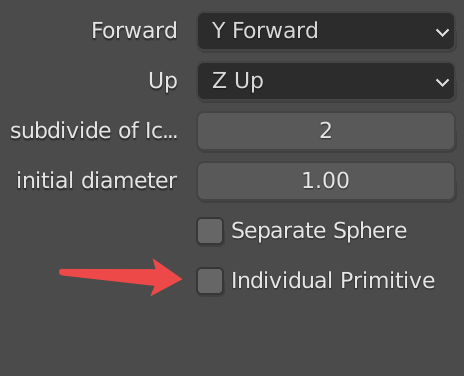 Forward Y Forward
Up Z Up
subdivide of Ic... 2
initial diameter 1.00
Separate Sphere
Individual Primitive